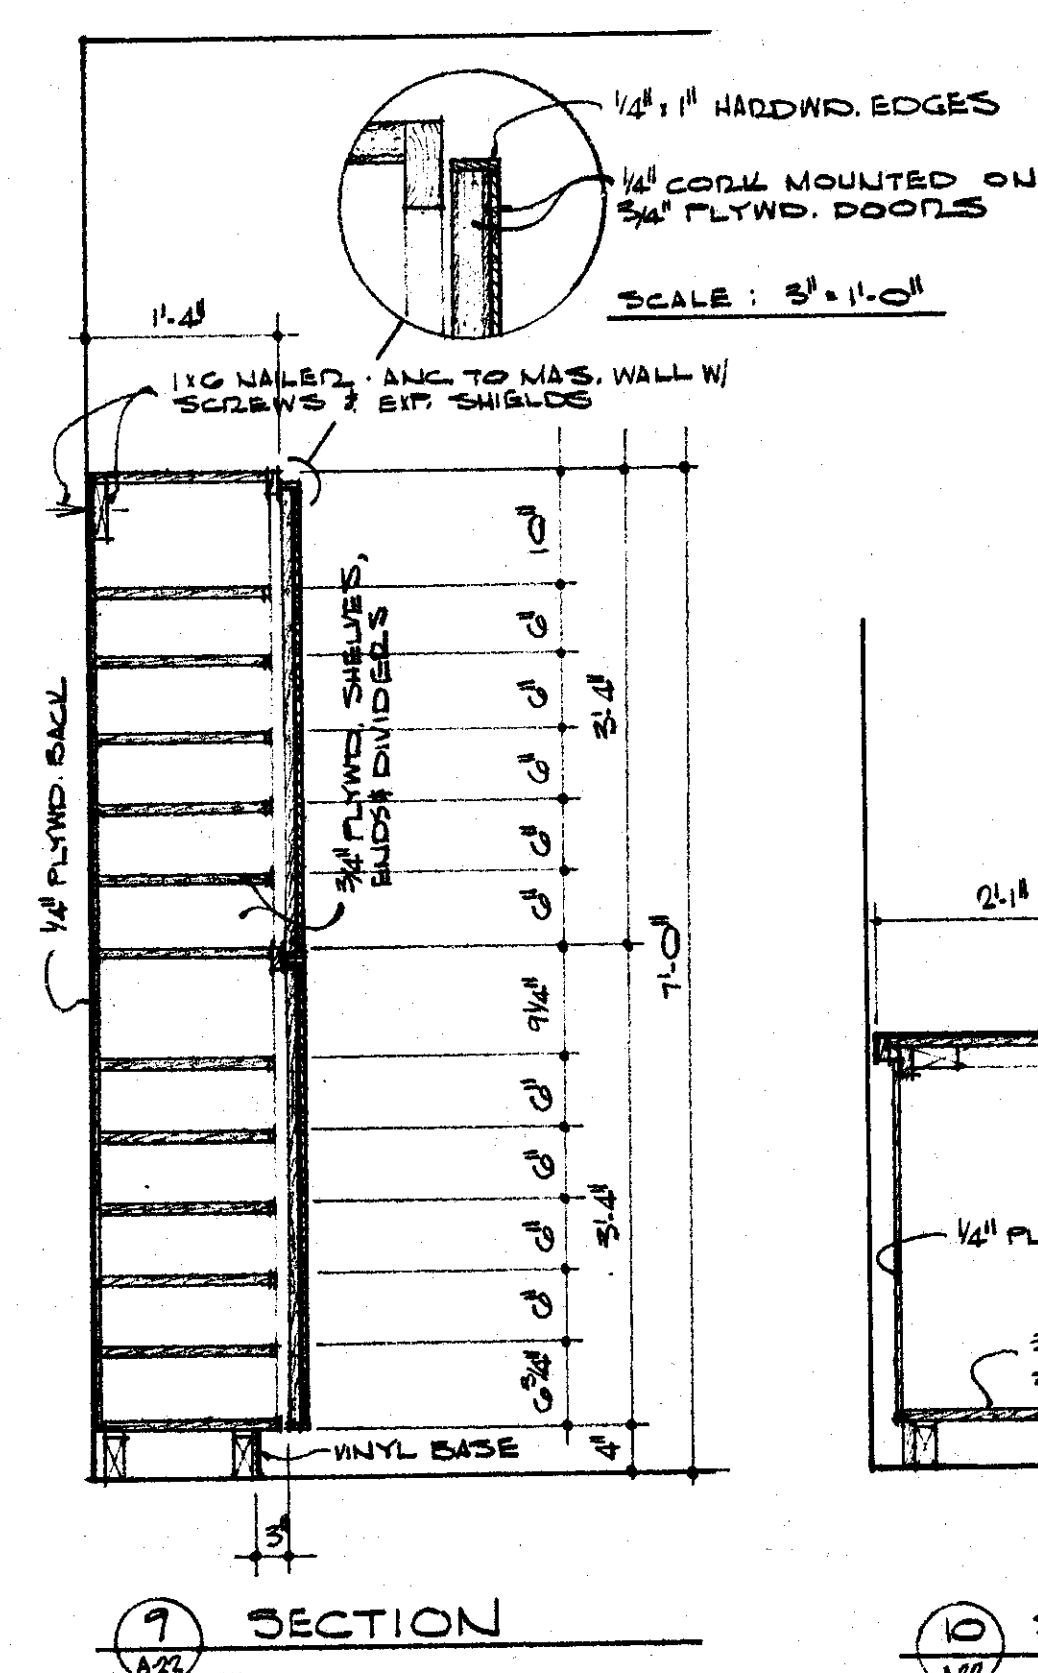 1/4" x 1" HARDWD. EDGES
1/4" CORK MOUNTED ON
3/4" PLYWD. DOORS
SCALE : 3" = 1'-0"
1'-4"
1X6 NAILER. ANC. TO MAS. WALL W/
SCREWS & EXP. SHIELDS
10"
6"
6"
6"
6"
6"
3'-4"
3/4" PLYWD. SHELVES,
ENDS & DIVIDERS
1/4" PLYWD. BACK
7'-0"
9 1/4"
6"
6"
6"
6"
6 3/4"
3'-4"
4"
VINYL BASE
3"
2'-1"
1/4" PL
9 SECTION
A-22
10
A-22